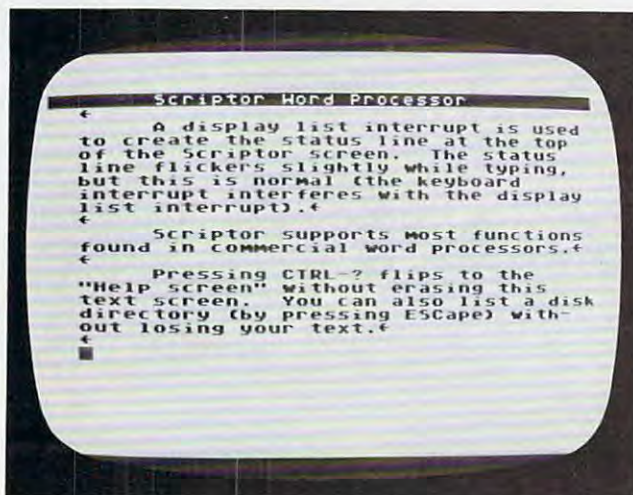 Scriptor Word Processor
←
A display list interrupt is used
to create the status line at the top
of the Scriptor screen. The status
line flickers slightly while typing,
but this is normal (the keyboard
interrupt interferes with the display
list interrupt).←
←
Scriptor supports most functions
found in commercial word processors.←
←
Pressing CTRL-? flips to the
"Help screen" without erasing this
text screen. You can also list a disk
directory (by pressing ESCape) with-
out losing your text.←
←